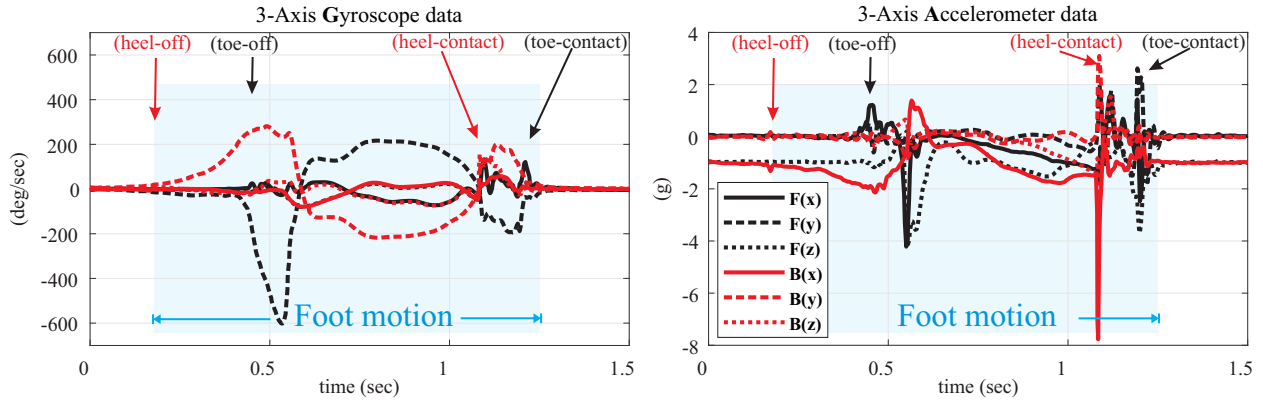 3-Axis Gyroscope data
600
400
200
0
-200
-400
-600
(deg/sec)
(heel-off)
(toe-off)
(heel-contact)
(toe-contact)
Foot motion
0
0.5
1
1.5
time (sec)
3-Axis Accelerometer data
4
2
0
-2
-4
-6
-8
(g)
(heel-off)
(toe-off)
(heel-contact)
(toe-contact)
F(x)
F(y)
F(z)
B(x)
B(y)
B(z)
Foot motion
0
0.5
1
1.5
time (sec)